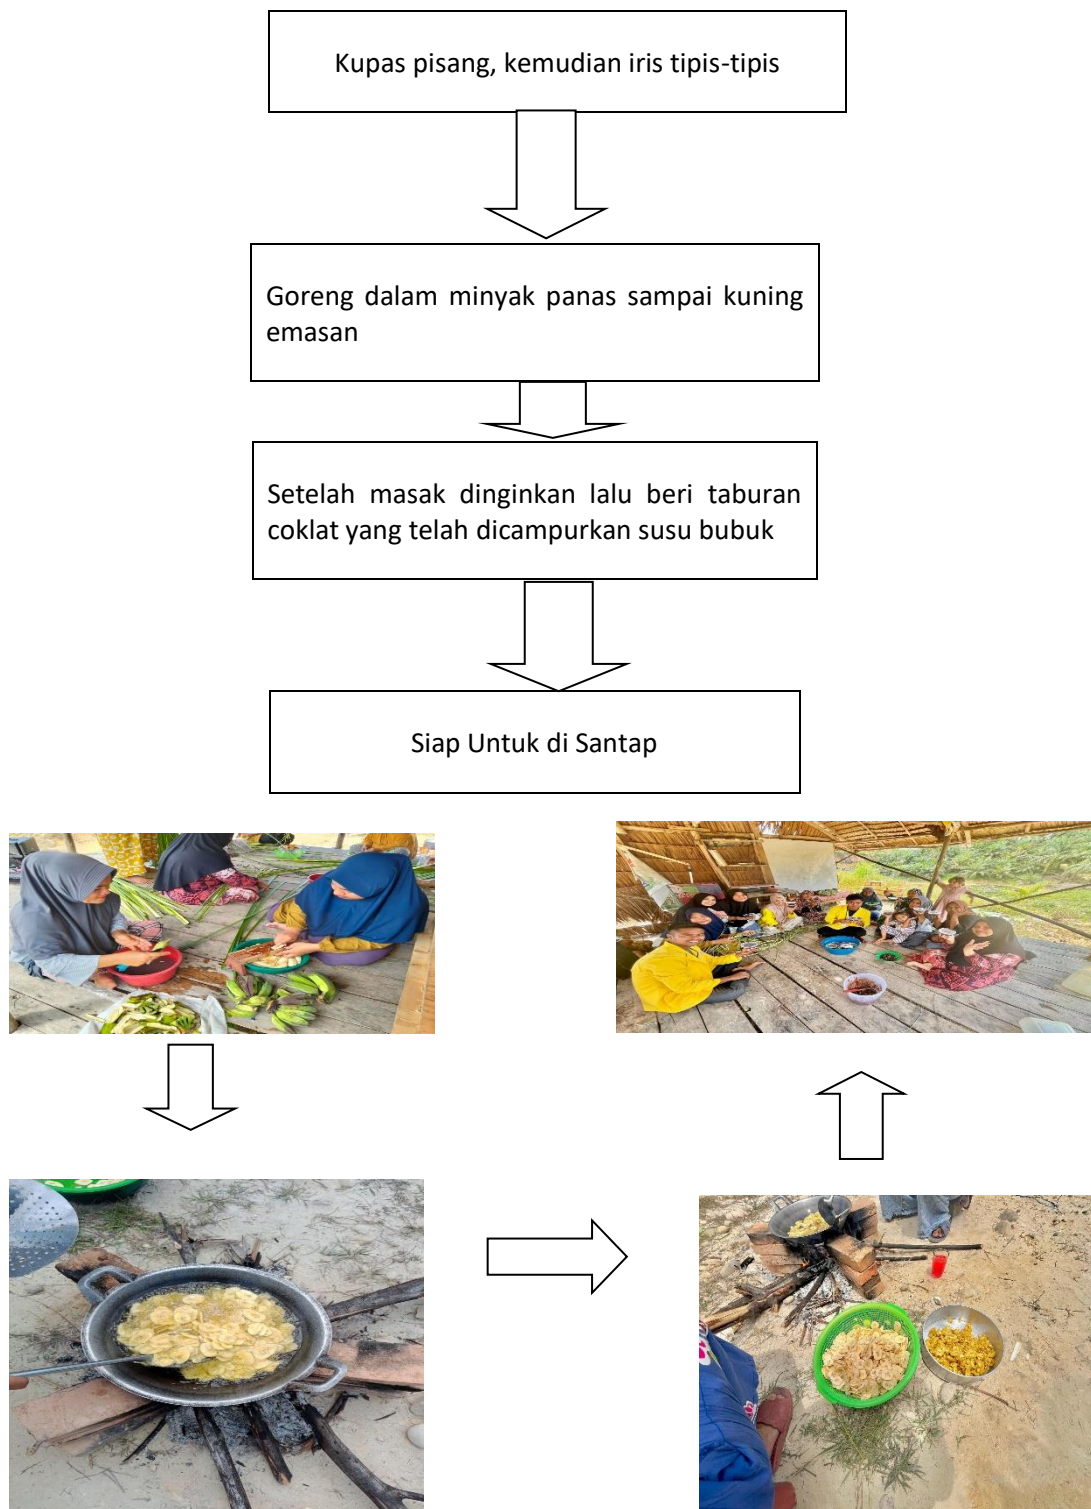 Kupas pisang, kemudian iris tipis-tipis
Goreng dalam minyak panas sampai kuning
emasan
Setelah masak dinginkan lalu beri taburan
coklat yang telah dicampurkan susu bubuk
Siap Untuk di Santap